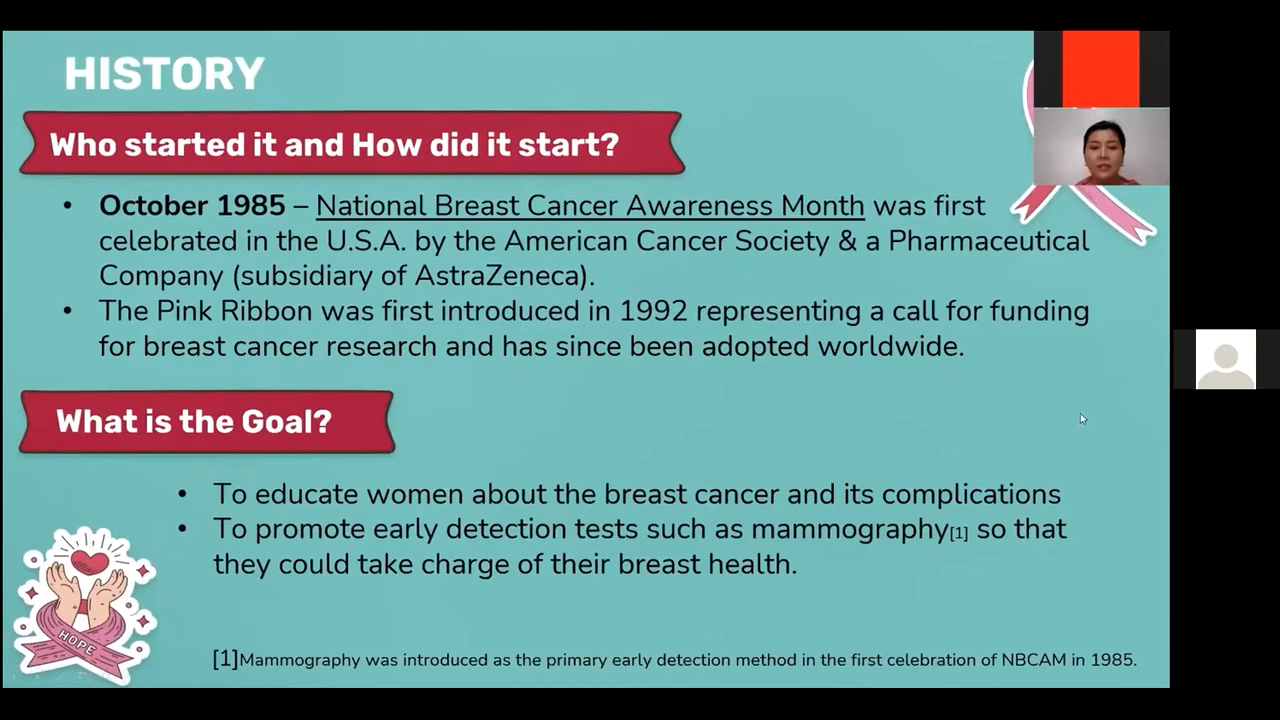 HISTORY
Who started it and How did it start?
• October 1985 – National Breast Cancer Awareness Month was first
celebrated in the U.S.A. by the American Cancer Society & a Pharmaceutical
Company (subsidiary of AstraZeneca).
• The Pink Ribbon was first introduced in 1992 representing a call for funding
for breast cancer research and has since been adopted worldwide.
What is the Goal?
• To educate women about the breast cancer and its complications
• To promote early detection tests such as mammography[1] so that
they could take charge of their breast health.
HOPE
[1]Mammography was introduced as the primary early detection method in the first celebration of NBCAM in 1985.